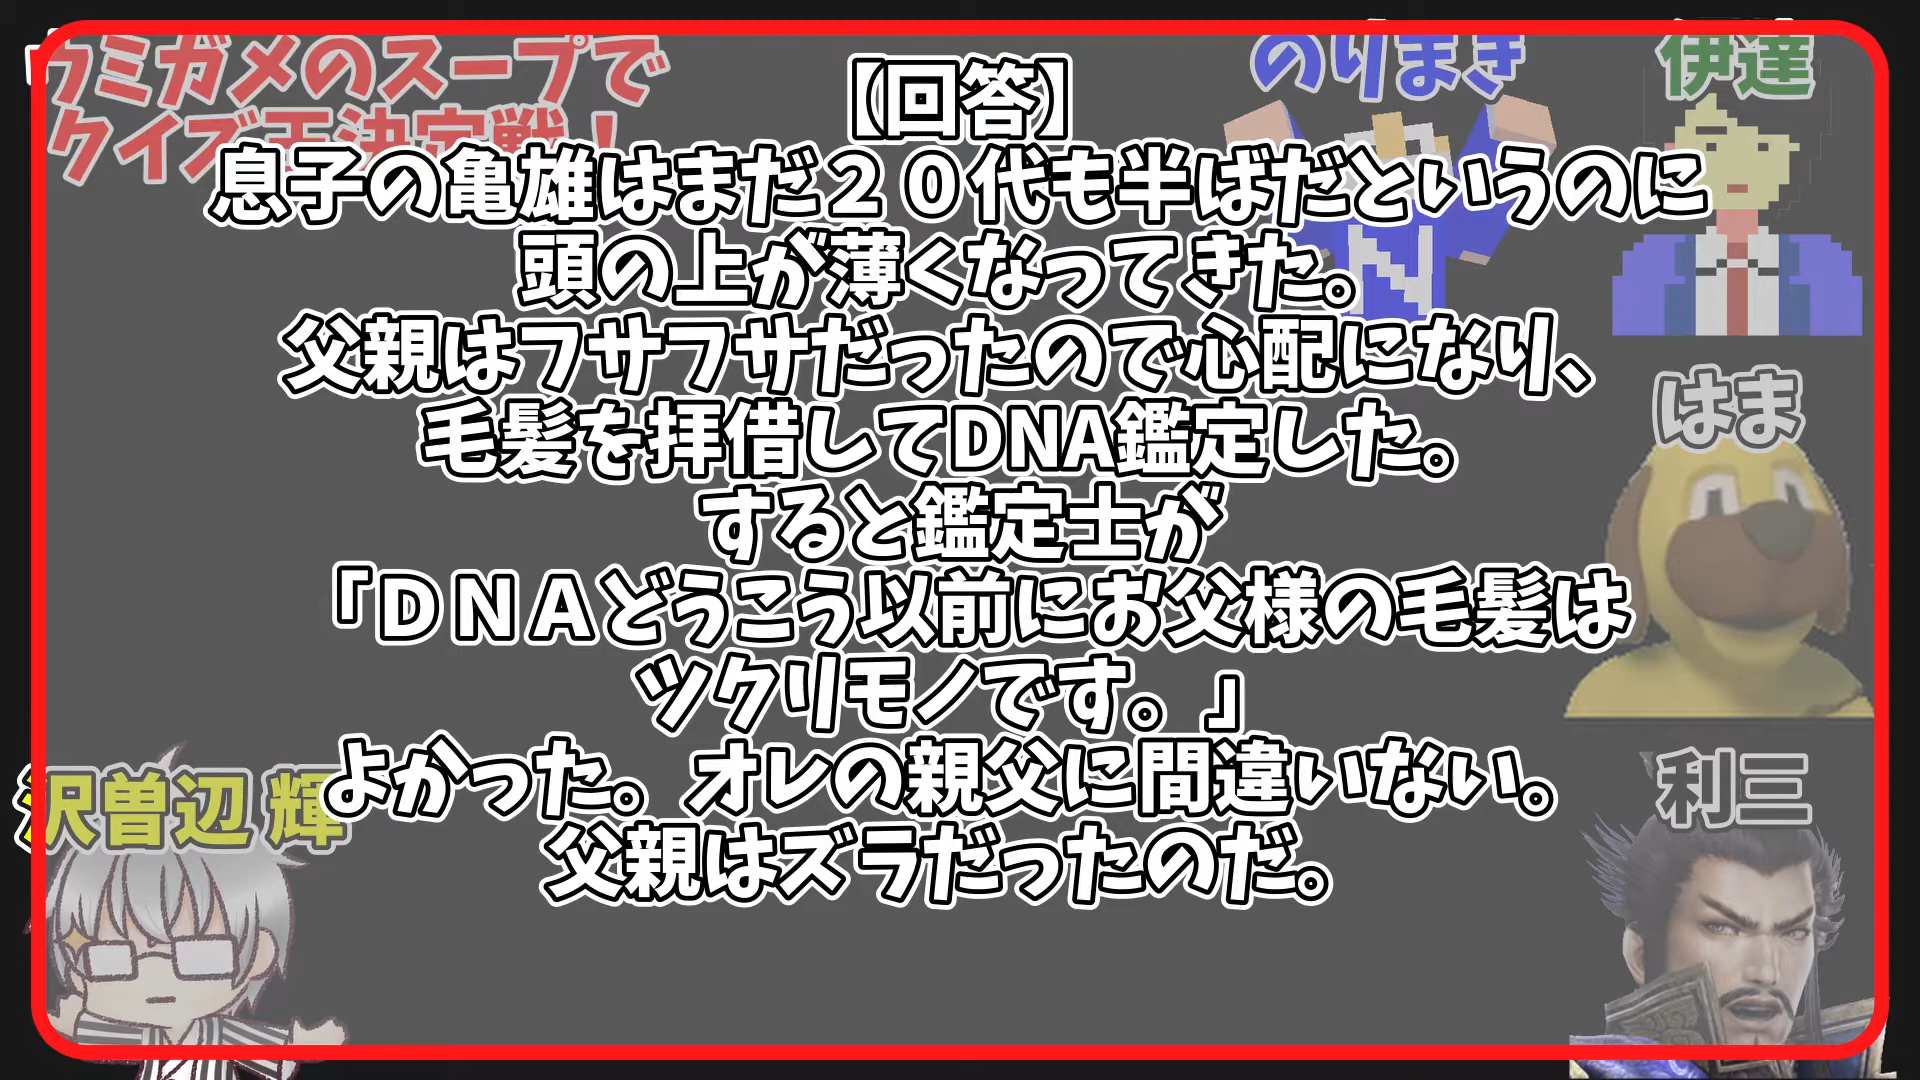 ウミガメのスープで
クイズ王決定戦!
のりまき
伊達
【回答】
息子の亀雄はまだ２０代も半ばだというのに
頭の上が薄くなってきた。
父親はフサフサだったので心配になり、
毛髪を拝借してDNA鑑定した。
すると鑑定士が
「ＤＮＡどうこう以前にお父様の毛髪は
ツクリモノです。」
よかった。オレの親父に間違いない。
父親はズラだったのだ。
N
はま
沢曽辺 輝
利三